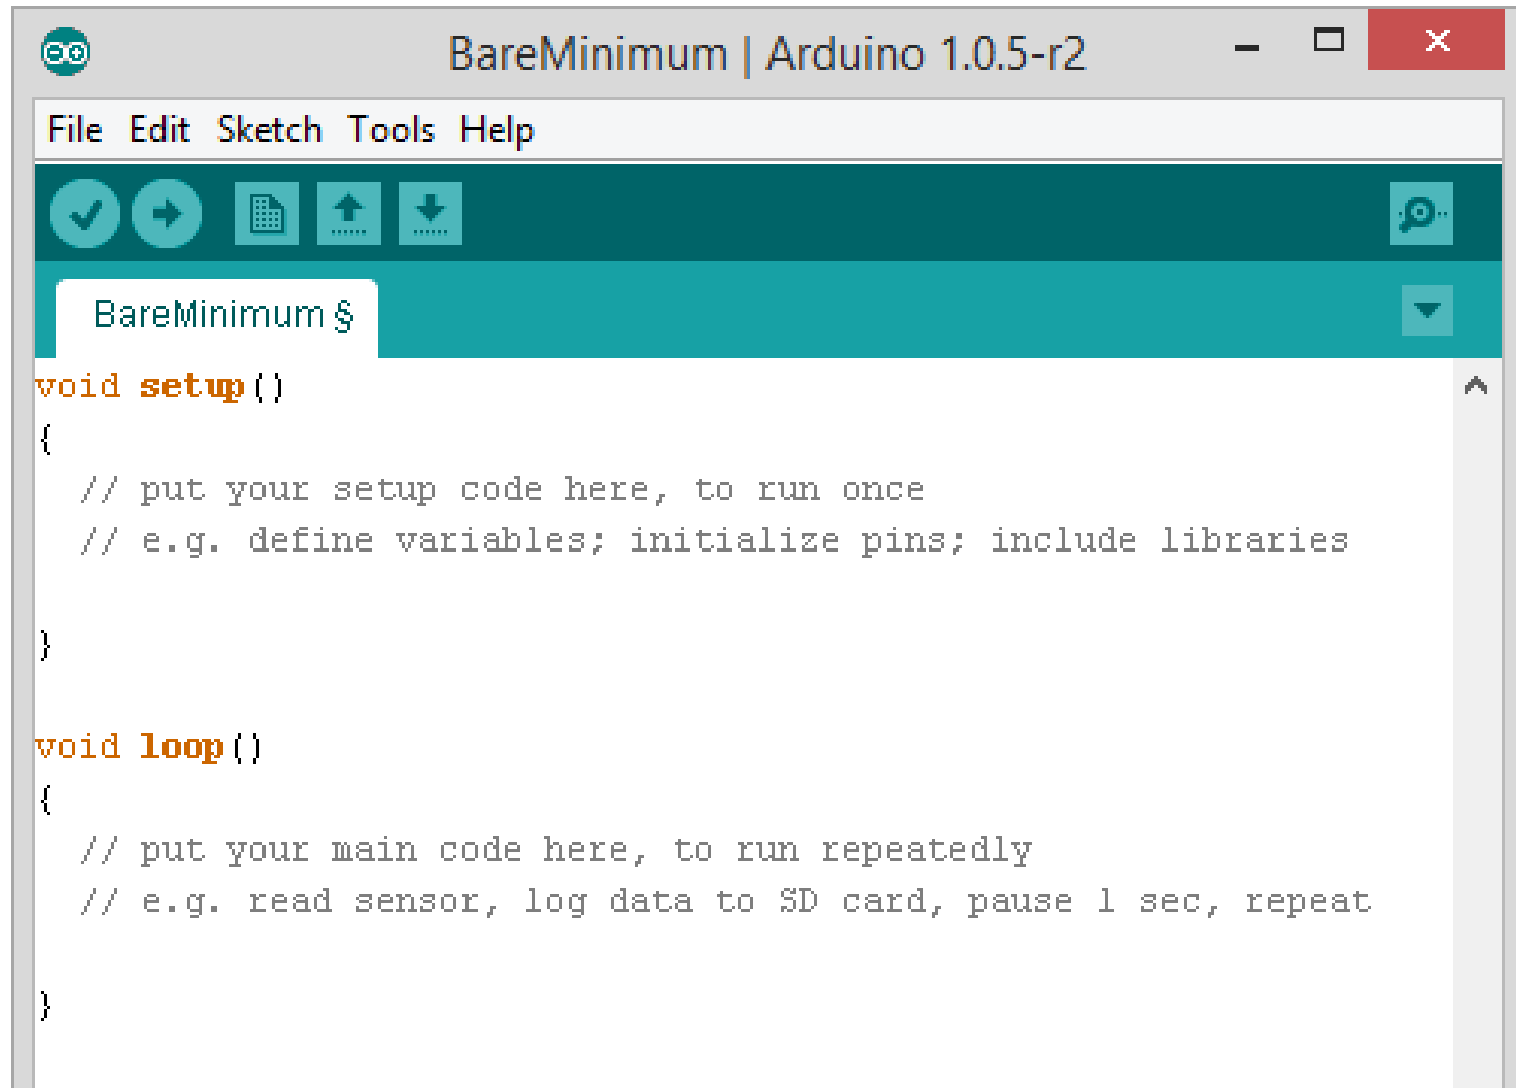 BareMinimum | Arduino 1.0.5-r2
File Edit Sketch Tools Help
BareMinimum §
void setup()
{
  // put your setup code here, to run once
  // e.g. define variables; initialize pins; include libraries
}
void loop()
{
  // put your main code here, to run repeatedly
  // e.g. read sensor, log data to SD card, pause 1 sec, repeat
}